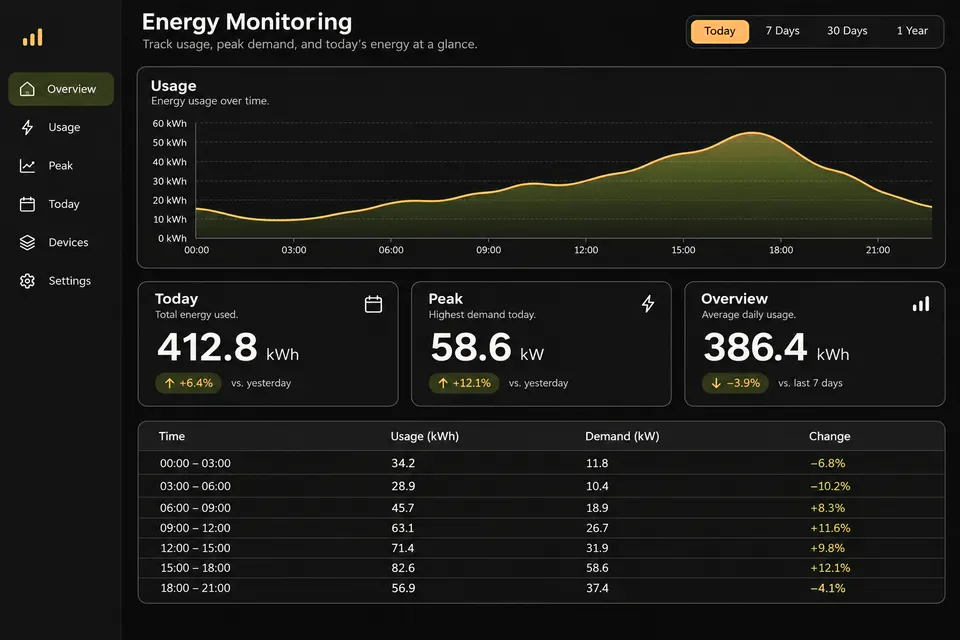 Energy Monitoring
Track usage, peak demand, and today's energy at a glance.
Today
7 Days
30 Days
1 Year
Overview
Usage
Peak
Today
Devices
Settings
Usage
Energy usage over time.
60 kWh
50 kWh
40 kWh
30 kWh
20 kWh
10 kWh
0 kWh
00:00 03:00 06:00 09:00 12:00 15:00 18:00 21:00
Today
Total energy used.
412.8 kWh
↑ +6.4% vs. yesterday
Peak
Highest demand today.
58.6 kW
↑ +12.1% vs. yesterday
Overview
Average daily usage.
386.4 kWh
↓ −3.9% vs. last 7 days
Time Usage (kWh) Demand (kW) Change
00:00 – 03:00 34.2 11.8 −6.8%
03:00 – 06:00 28.9 10.4 −10.2%
06:00 – 09:00 45.7 18.9 +8.3%
09:00 – 12:00 63.1 26.7 +11.6%
12:00 – 15:00 71.4 31.9 +9.8%
15:00 – 18:00 82.6 58.6 +12.1%
18:00 – 21:00 56.9 37.4 −4.1%